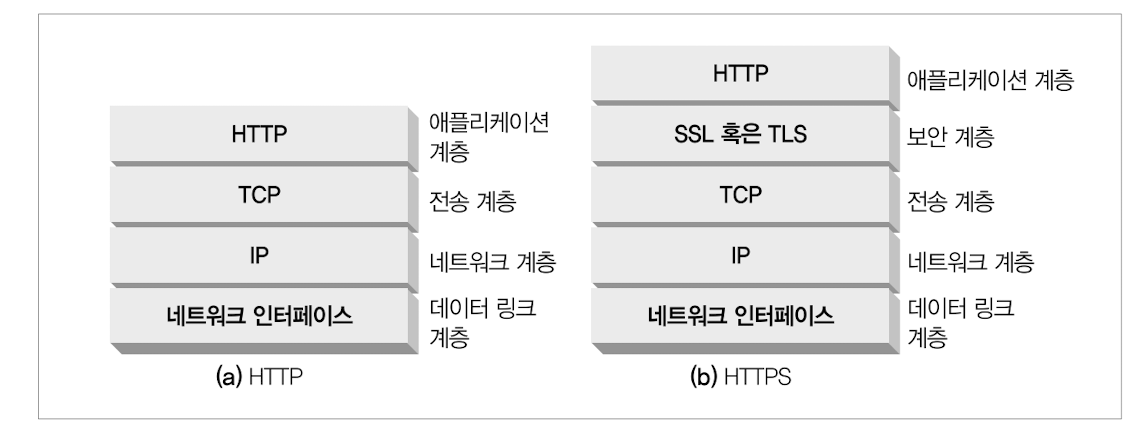 HTTP
애플리케이션
계층
TCP
전송 계층
IP
네트워크 계층
네트워크 인터페이스
데이터 링크
계층
(a) HTTP
HTTP
애플리케이션 계층
SSL 혹은 TLS
보안 계층
TCP
전송 계층
IP
네트워크 계층
네트워크 인터페이스
데이터 링크
계층
(b) HTTPS